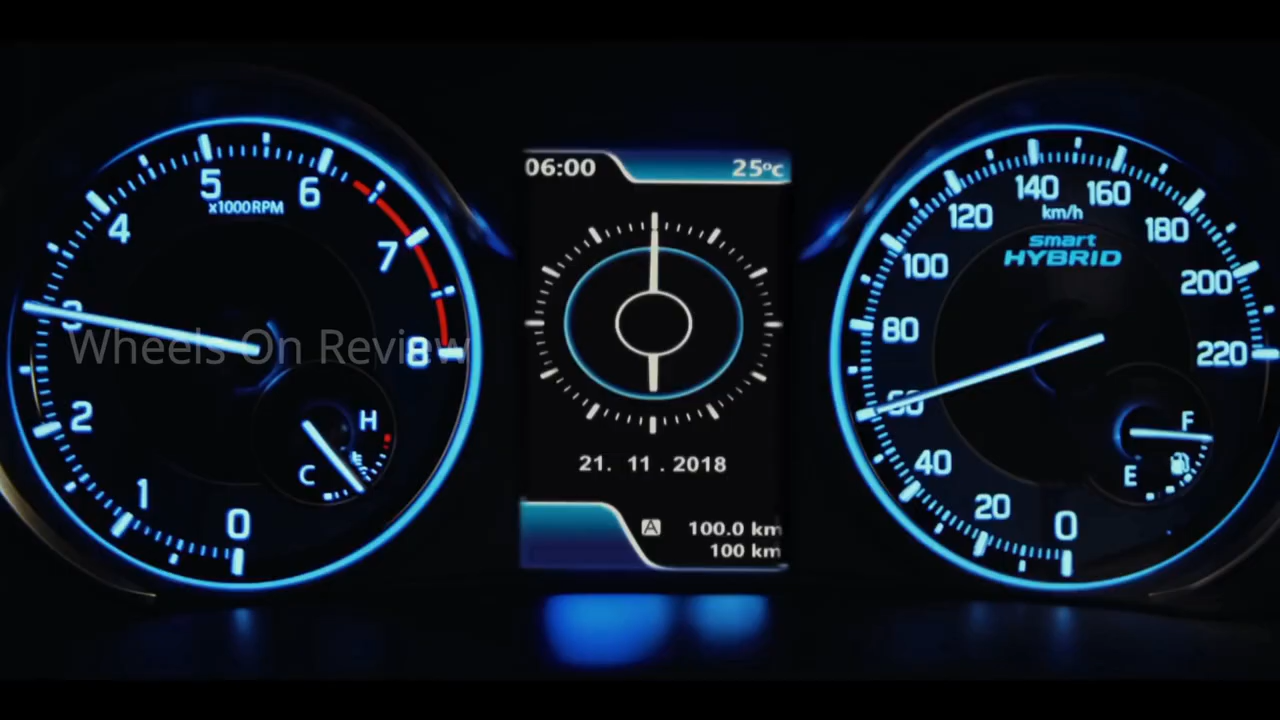 0
1
2
3
4
5
6
7
8
x1000RPM
C
H
Wheels On Review
06:00
25°C
21. 11 . 2018
A
100.0 km
100 km
0
20
40
60
80
100
120
140
160
180
200
220
km/h
smart
HYBRID
E
F